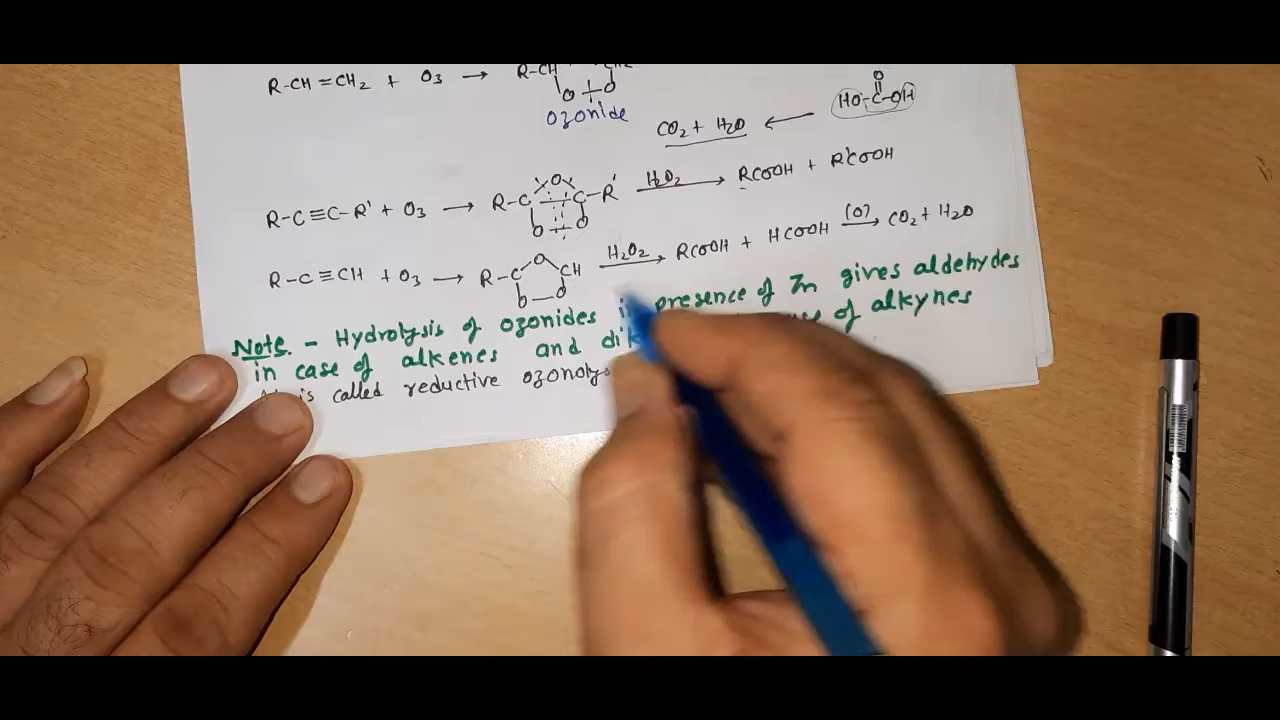 R-CH=CH₂ + O₃ → R-CH
O O
ozonide
O
HO-C-OH
CO₂ + H₂O ←
R-C≡C-R' + O₃ → R-C O C-R' O O H₂O₂ → RCOOH + R'COOH
R-C≡CH + O₃ → R-C O CH O O H₂O₂ → RCOOH + HCOOH (O) → CO₂ + H₂O
Note. - Hydrolysis of ozonides in presence of Zn gives aldehydes
in case of alkenes and of alkynes
is called reductive